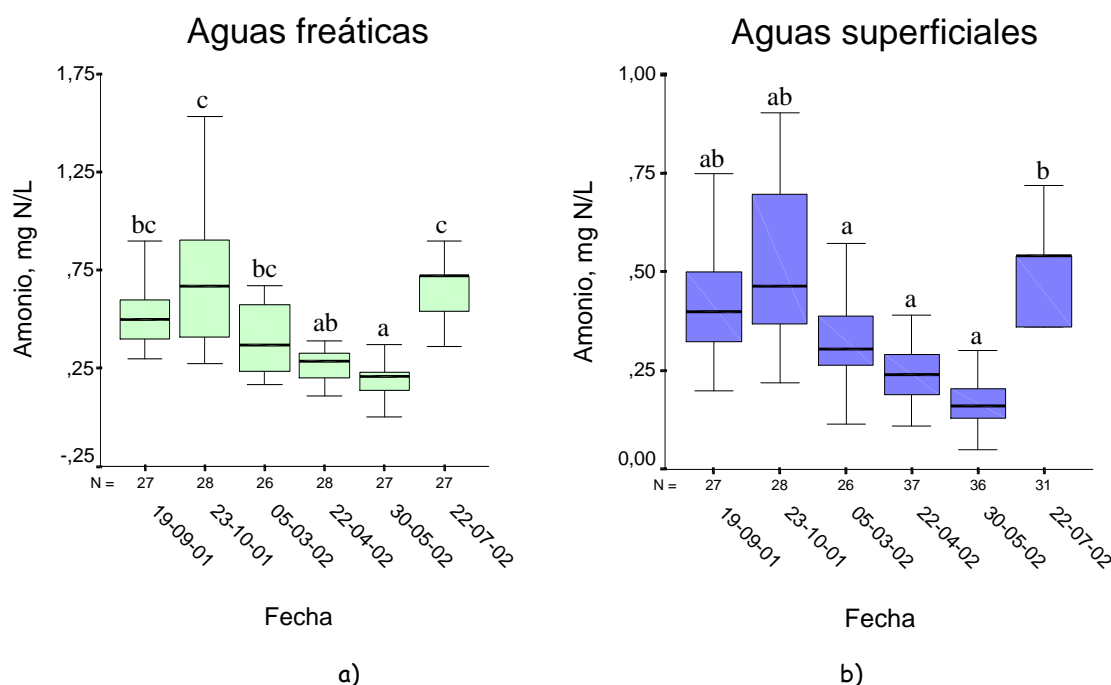 Aguas freáticas
Amonio, mg N/L
1,75
1,25
,75
,25
-,25
bc
c
bc
ab
a
c
N = 27 28 26 28 27 27
19-09-01
23-10-01
05-03-02
22-04-02
30-05-02
22-07-02
Fecha
a)
Aguas superficiales
Amonio, mg N/L
1,00
,75
,50
,25
0,00
ab
ab
a
a
a
b
N = 27 28 26 37 36 31
19-09-01
23-10-01
05-03-02
22-04-02
30-05-02
22-07-02
Fecha
b)